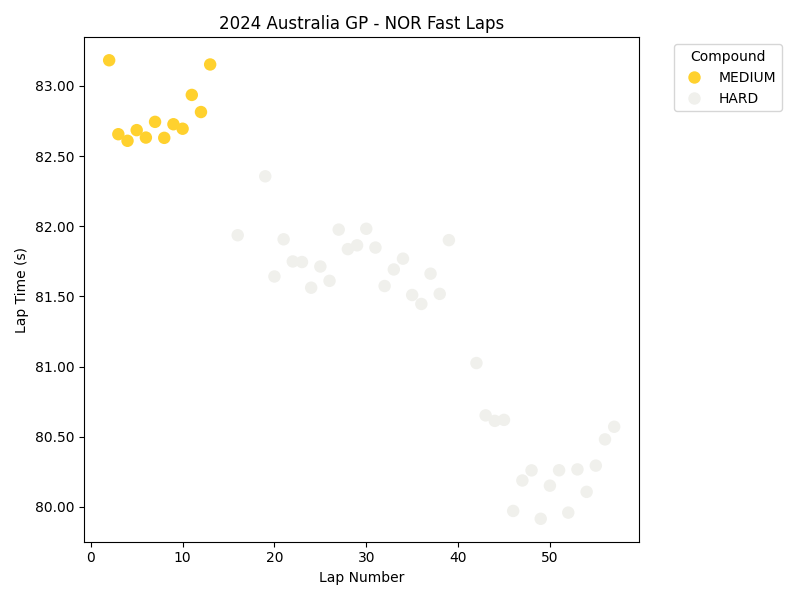 2024 Australia GP - NOR Fast Laps
Compound
MEDIUM
HARD
Lap Time (s)
83.00
82.50
82.00
81.50
81.00
80.50
80.00
0 10 20 30 40 50
Lap Number